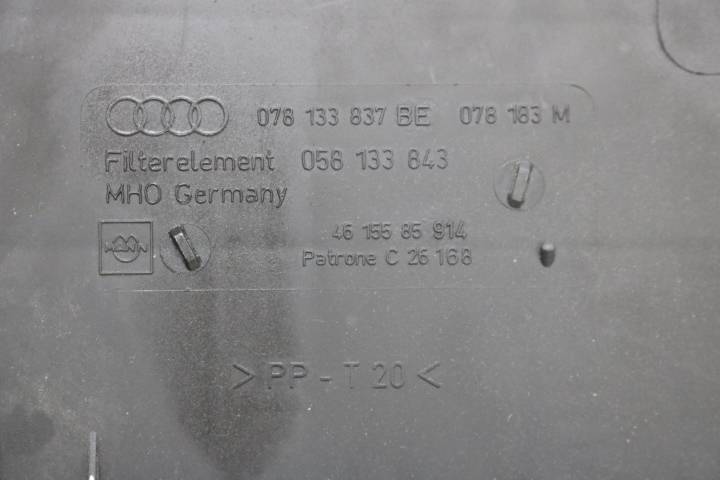 078 133 837 BE 078 183 M
Filterelement 058 133 843
MHO Germany
MANN
46 155 85 914
Patrone C 26 168
>PP-T 20<